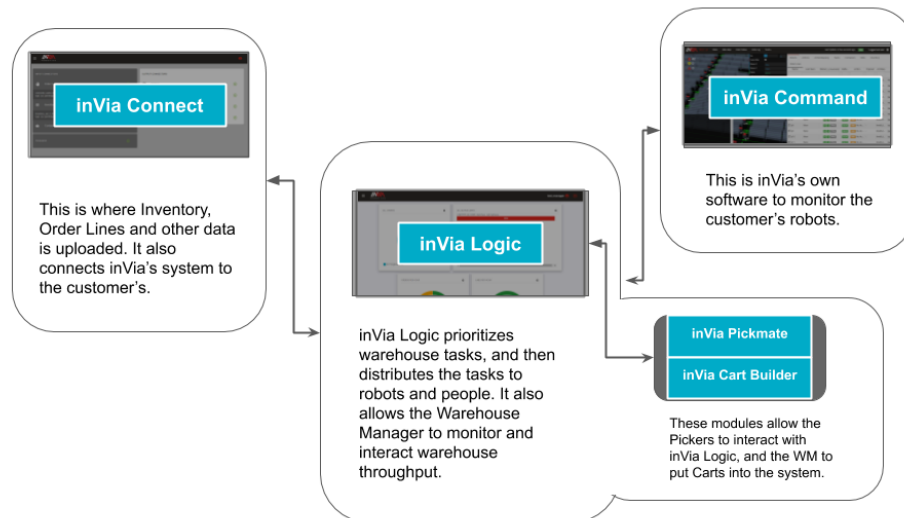 inVia Connect
This is where Inventory,
Order Lines and other data
is uploaded. It also
connects inVia's system to
the customer's.
inVia Logic
inVia Logic prioritizes
warehouse tasks, and then
distributes the tasks to
robots and people. It also
allows the Warehouse
Manager to monitor and
interact warehouse
throughput.
inVia Command
This is inVia's own
software to monitor the
customer's robots.
inVia Pickmate
inVia Cart Builder
These modules allow the
Pickers to interact with
inVia Logic, and the WM to
put Carts into the system.